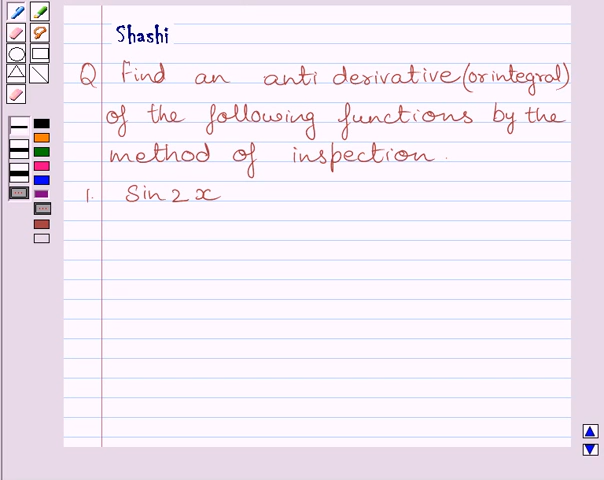 Shashi
Q Find an anti derivative (or integral)
of the following functions by the
method of inspection.
1. Sin 2x